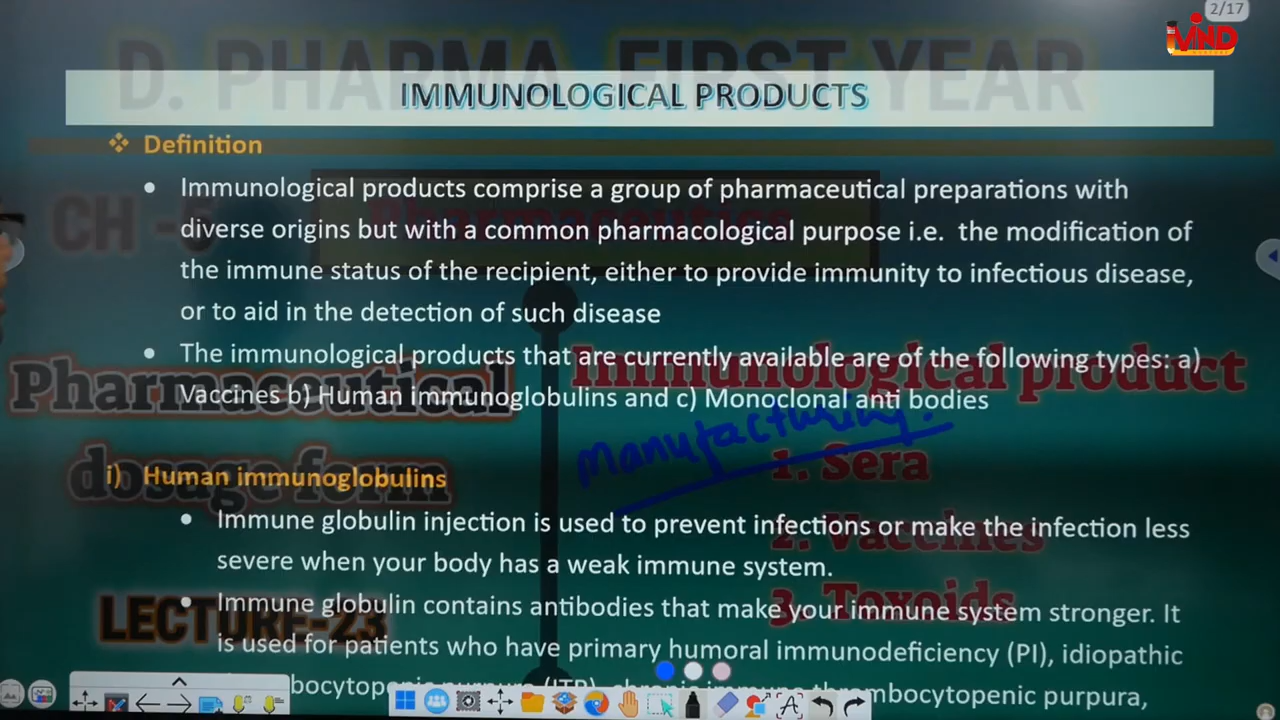 2/17
MIND
D. PHARMA FIRST YEAR
IMMUNOLOGICAL PRODUCTS
Definition
• Immunological products comprise a group of pharmaceutical preparations with
diverse origins but with a common pharmacological purpose i.e. the modification of
the immune status of the recipient, either to provide immunity to infectious disease,
or to aid in the detection of such disease
• The immunological products that are currently available are of the following types: a)
Vaccines b) Human immunoglobulins and c) Monoclonal anti bodies
manufacturing.
i) Human immunoglobulins
• Immune globulin injection is used to prevent infections or make the infection less
severe when your body has a weak immune system.
• Immune globulin contains antibodies that make your immune system stronger. It
is used for patients who have primary humoral immunodeficiency (PI), idiopathic
(ITP),
CH -5
Pharmaceutics
Pharmaceutical
dosage form
Immunological product
1. Sera
2. Vaccines
3. Toxoids
LECTURE-23